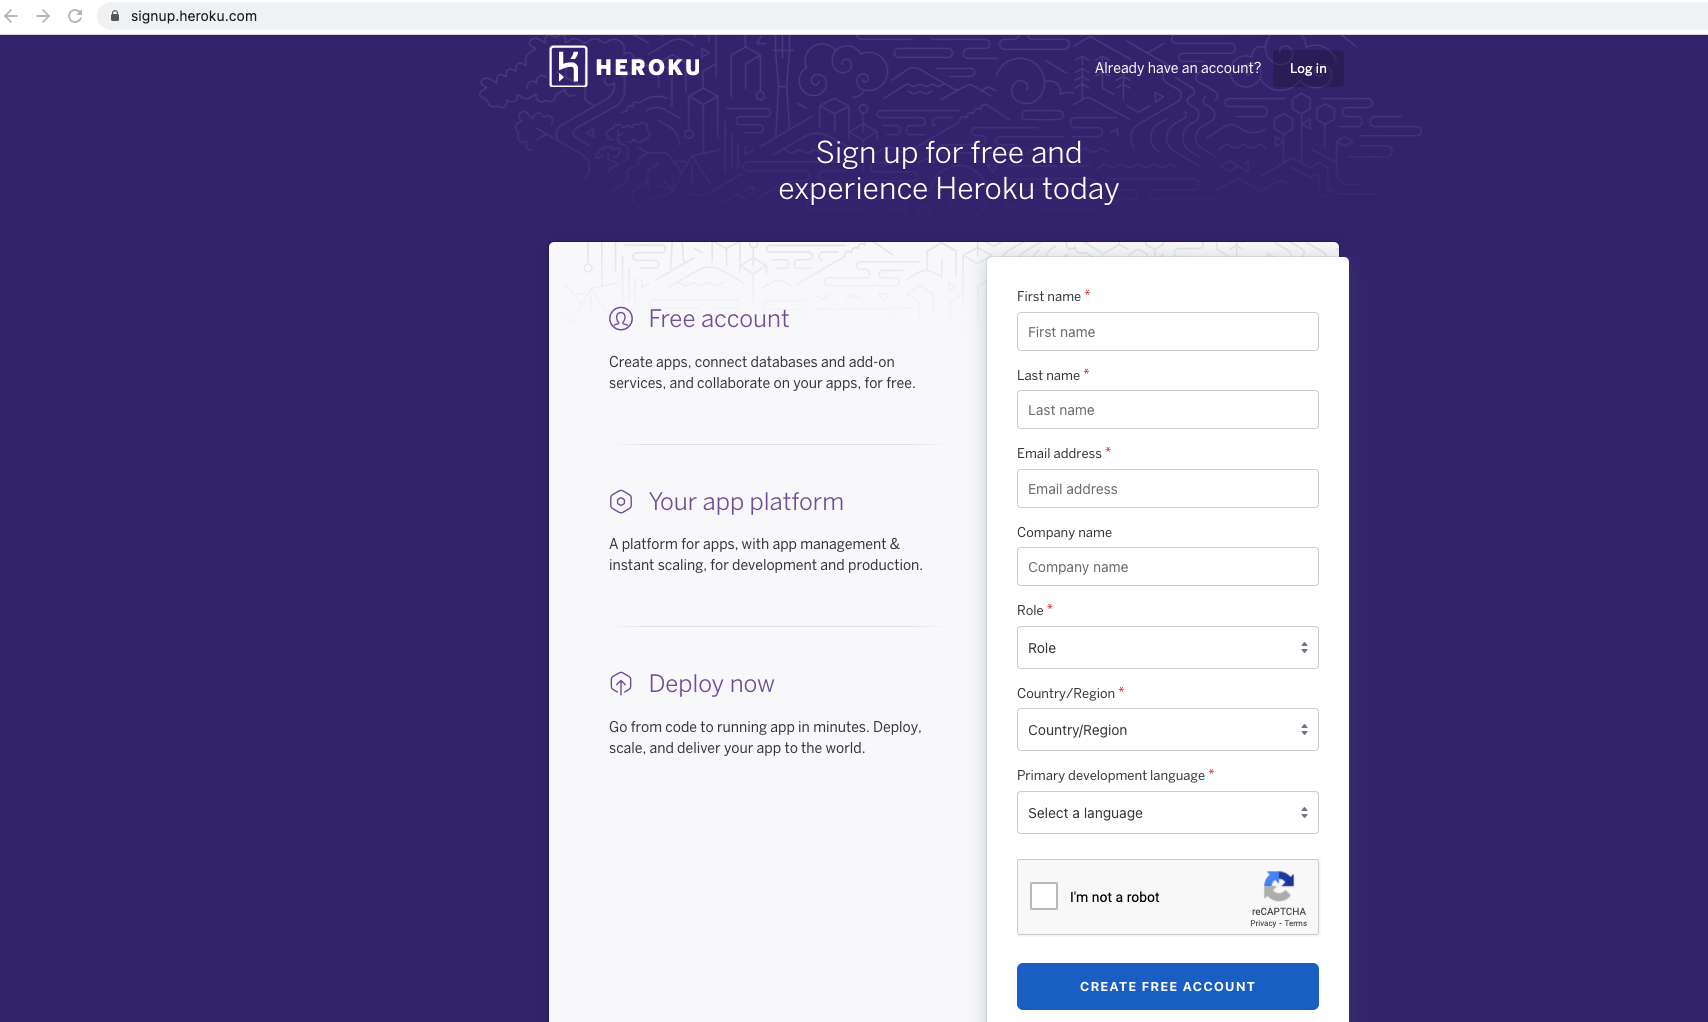 signup.heroku.com
HEROKU
Already have an account?
Log in
Sign up for free and
experience Heroku today
Free account
Create apps, connect databases and add-on
services, and collaborate on your apps, for free.
Your app platform
A platform for apps, with app management &
instant scaling, for development and production.
Deploy now
Go from code to running app in minutes. Deploy,
scale, and deliver your app to the world.
First name *
First name
Last name *
Last name
Email address *
Email address
Company name
Company name
Role *
Role
Country/Region *
Country/Region
Primary development language *
Select a language
I'm not a robot
reCAPTCHA
Privacy - Terms
CREATE FREE ACCOUNT